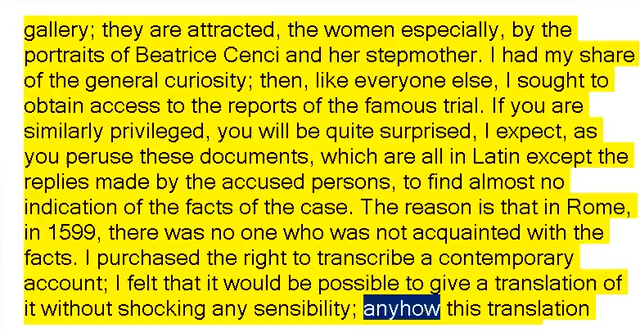 gallery; they are attracted, the women especially, by the
portraits of Beatrice Cenci and her stepmother. I had my share
of the general curiosity; then, like everyone else, I sought to
obtain access to the reports of the famous trial. If you are
similarly privileged, you will be quite surprised, I expect, as
you peruse these documents, which are all in Latin except the
replies made by the accused persons, to find almost no
indication of the facts of the case. The reason is that in Rome,
in 1599, there was no one who was not acquainted with the
facts. I purchased the right to transcribe a contemporary
account; I felt that it would be possible to give a translation of
it without shocking any sensibility; anyhow this translation